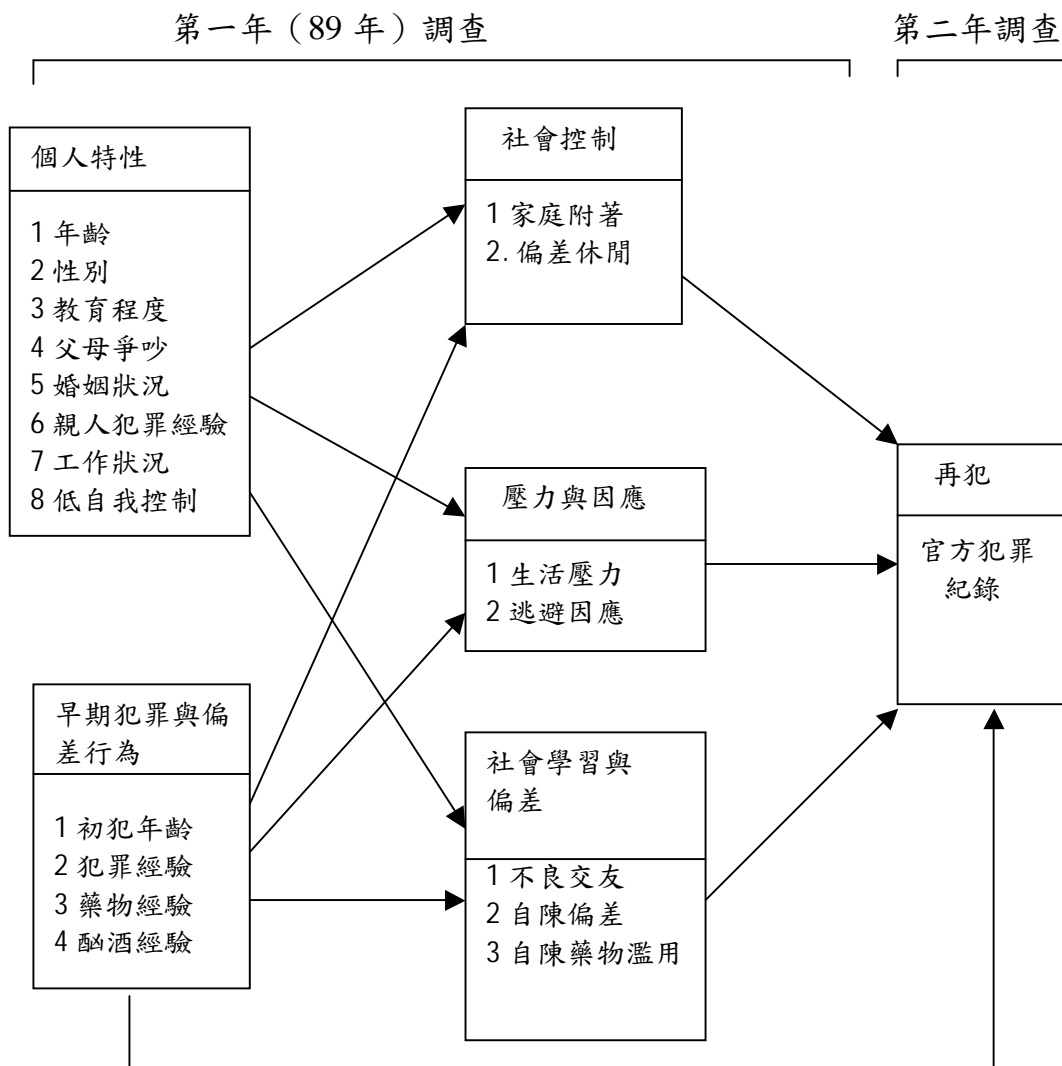 第一年（89 年）調查
第二年調查
個人特性
1 年齡
2 性別
3 教育程度
4 父母爭吵
5 婚姻狀況
6 親人犯罪經驗
7 工作狀況
8 低自我控制
社會控制
1 家庭附著
2. 偏差休閒
壓力與因應
1 生活壓力
2 逃避因應
再犯
官方犯罪
紀錄
早期犯罪與偏
差行為
1 初犯年齡
2 犯罪經驗
3 藥物經驗
4 酗酒經驗
社會學習與
偏差
1 不良交友
2 自陳偏差
3 自陳藥物濫用